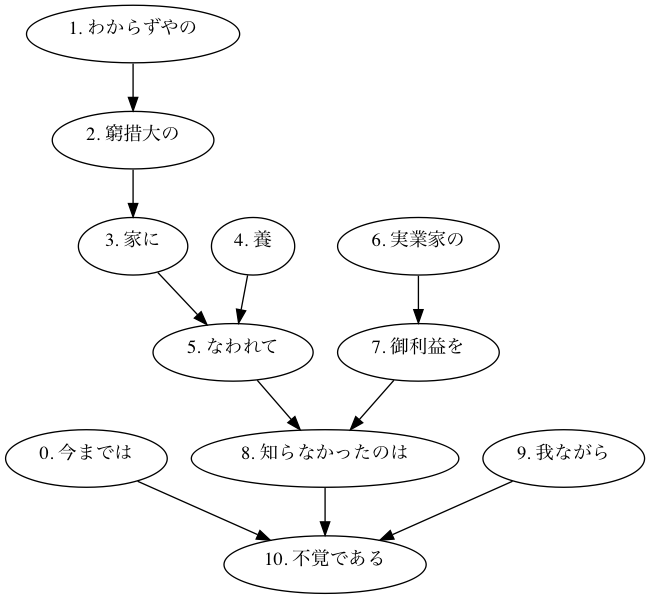 1. わからずやの
2. 窮措大の
3. 家に
4. 養
6. 実業家の
5. なわれて
7. 御利益を
0. 今までは
8. 知らなかったのは
9. 我ながら
10. 不覚である